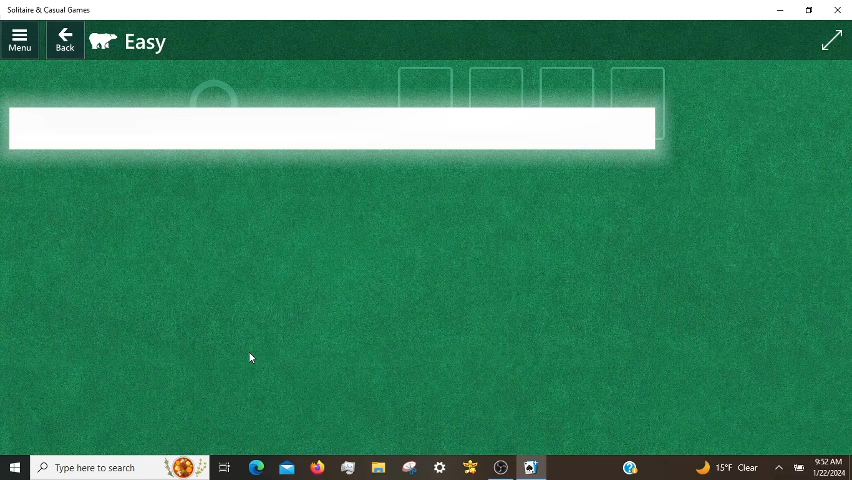 Solitaire & Casual Games
Menu
Back
Easy
Type here to search
15°F Clear
9:52 AM
1/22/2024